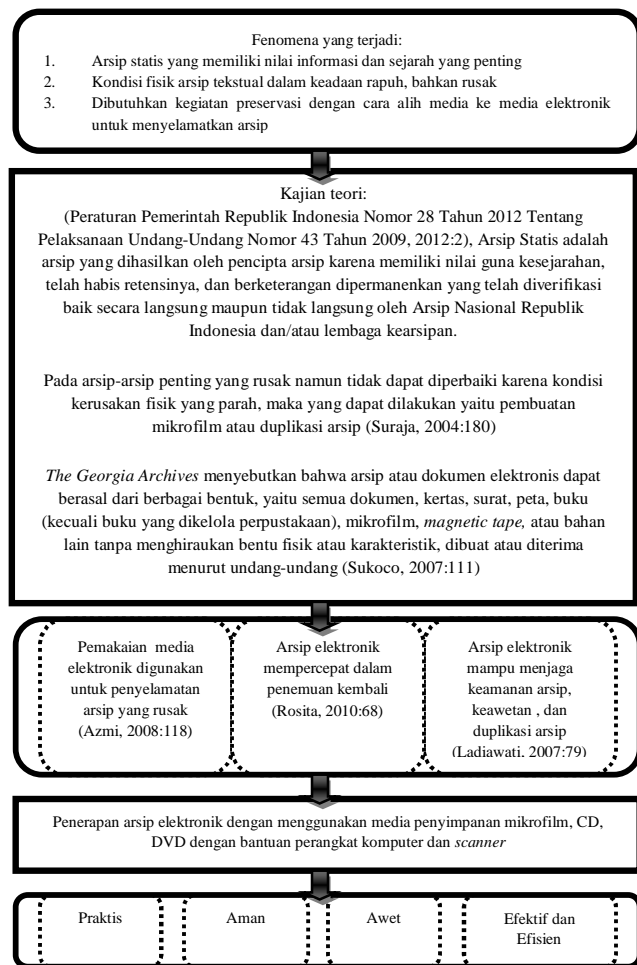 Fenomena yang terjadi:
1. Arsip statis yang memiliki nilai informasi dan sejarah yang penting
2. Kondisi fisik arsip tekstual dalam keadaan rapuh, bahkan rusak
3. Dibutuhkan kegiatan preservasi dengan cara alih media ke media elektronik
untuk menyelamatkan arsip
Kajian teori:
(Peraturan Pemerintah Republik Indonesia Nomor 28 Tahun 2012 Tentang
Pelaksanaan Undang-Undang Nomor 43 Tahun 2009, 2012:2), Arsip Statis adalah
arsip yang dihasilkan oleh pencipta arsip karena memiliki nilai guna kesejarahan,
telah habis retensinya, dan berketerangan dipermanenkan yang telah diverifikasi
baik secara langsung maupun tidak langsung oleh Arsip Nasional Republik
Indonesia dan/atau lembaga kearsipan.
Pada arsip-arsip penting yang rusak namun tidak dapat diperbaiki karena kondisi
kerusakan fisik yang parah, maka yang dapat dilakukan yaitu pembuatan
mikrofilm atau duplikasi arsip (Suraja, 2004:180)
The Georgia Archives menyebutkan bahwa arsip atau dokumen elektronis dapat
berasal dari berbagai bentuk, yaitu semua dokumen, kertas, surat, peta, buku
(kecuali buku yang dikelola perpustakaan), mikrofilm, magnetic tape, atau bahan
lain tanpa menghiraukan bentu fisik atau karakteristik, dibuat atau diterima
menurut undang-undang (Sukoco, 2007:111)
Pemakaian media
elektronik digunakan
untuk penyelamatan
arsip yang rusak
(Azmi, 2008:118)
Arsip elektronik
mempercepat dalam
penemuan kembali
(Rosita, 2010:68)
Arsip elektronik
mampu menjaga
keamanan arsip,
keawetan , dan
duplikasi arsip
(Ladiawati. 2007:79)
Penerapan arsip elektronik dengan menggunakan media penyimpanan mikrofilm, CD,
DVD dengan bantuan perangkat komputer dan scanner
Praktis
Aman
Awet
Efektif dan
Efisien